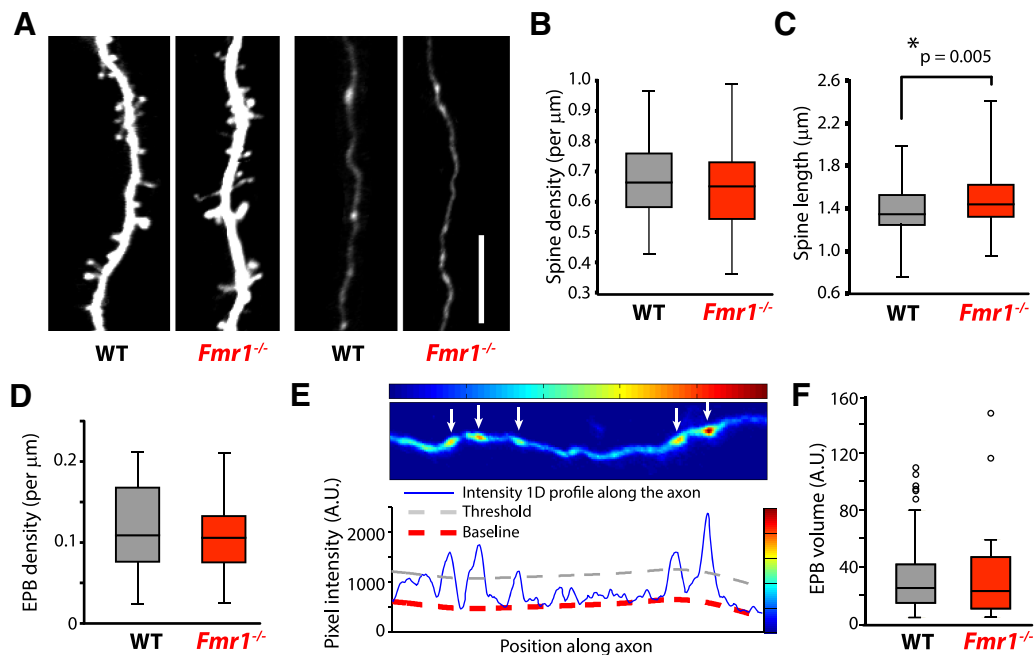 A
WT
Fmr1-/-
WT
Fmr1-/-
B
Spine density (per μm)
1.0
0.9
0.8
0.7
0.6
0.5
0.4
0.3
WT
Fmr1-/-
C
* p = 0.005
Spine length (μm)
2.6
2.2
1.8
1.4
1.0
0.6
WT
Fmr1-/-
D
EPB density (per μm)
0.2
0.1
0
WT
Fmr1-/-
E
Intensity 1D profile along the axon
Threshold
Baseline
Pixel Intensity (A.U.)
2000
1000
0
Position along axon
F
EPB volume (A.U.)
160
120
80
40
0
WT
Fmr1-/-